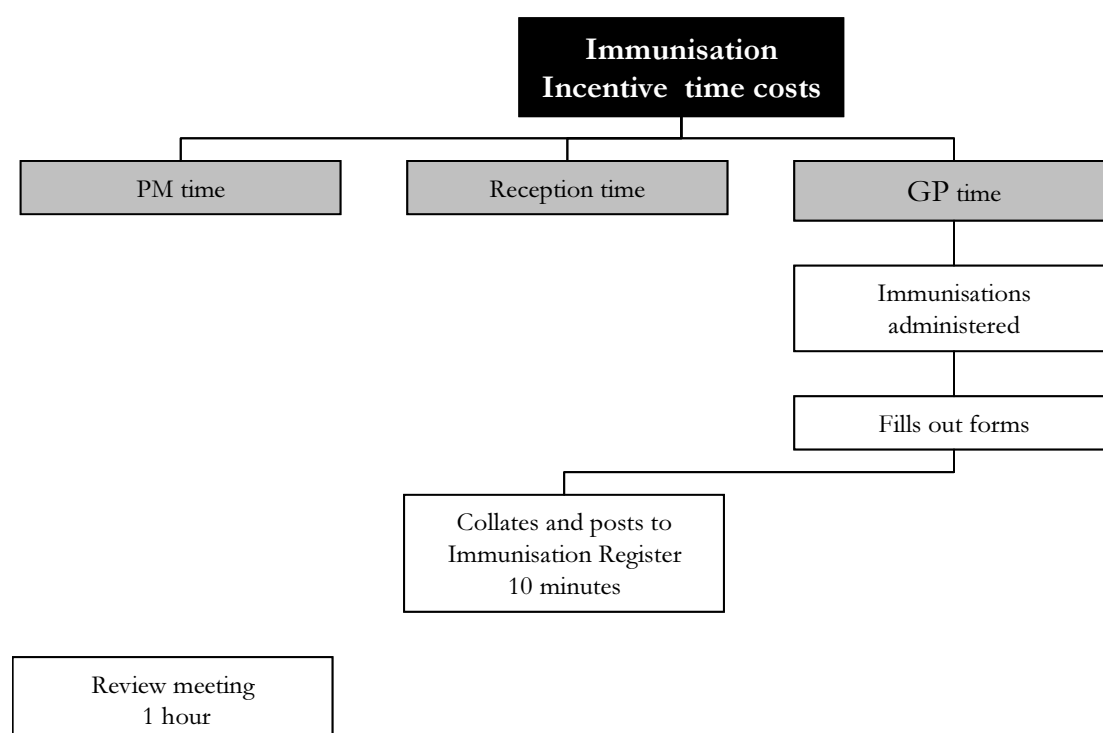 Immunisation
Incentive time costs
PM time
Reception time
GP time
Immunisations
administered
Fills out forms
Collates and posts to
Immunisation Register
10 minutes
Review meeting
1 hour